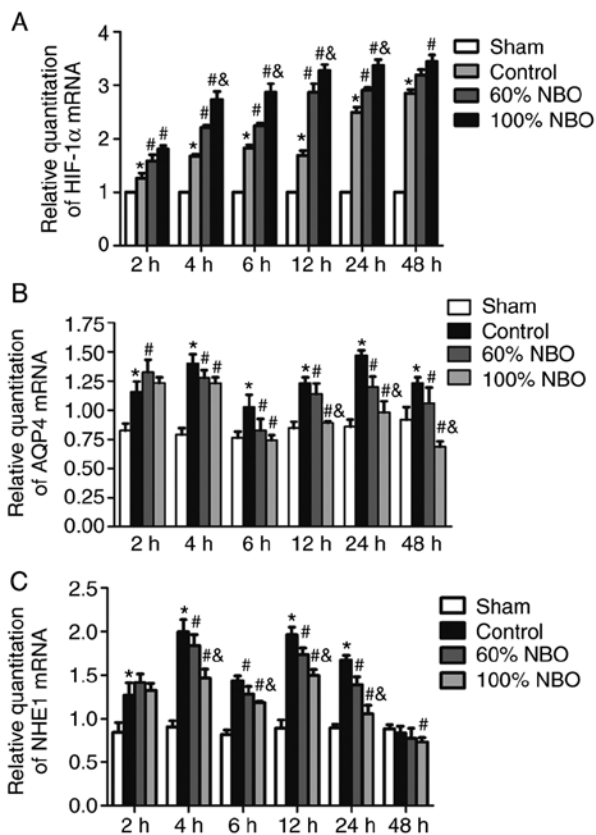 A
Relative quantitation
of HIF-1α mRNA
4
3
2
1
0
Sham
Control
60% NBO
100% NBO
* # #
* # #&
* # #&
* # #&
* # #&
* #
2 h 4 h 6 h 12 h 24 h 48 h
B
Relative quantitation
of AQP4 mRNA
1.75
1.50
1.25
1.00
0.75
0.50
0.25
0.00
Sham
Control
60% NBO
100% NBO
* #
* # #
* # #
* # #&
* # #&
* # #&
2 h 4 h 6 h 12 h 24 h 48 h
C
Relative quantitation
of NHE1 mRNA
2.5
2.0
1.5
1.0
0.5
0.0
Sham
Control
60% NBO
100% NBO
*
* # #&
# #&
* # #&
* # #&
#
2 h 4 h 6 h 12 h 24 h 48 h